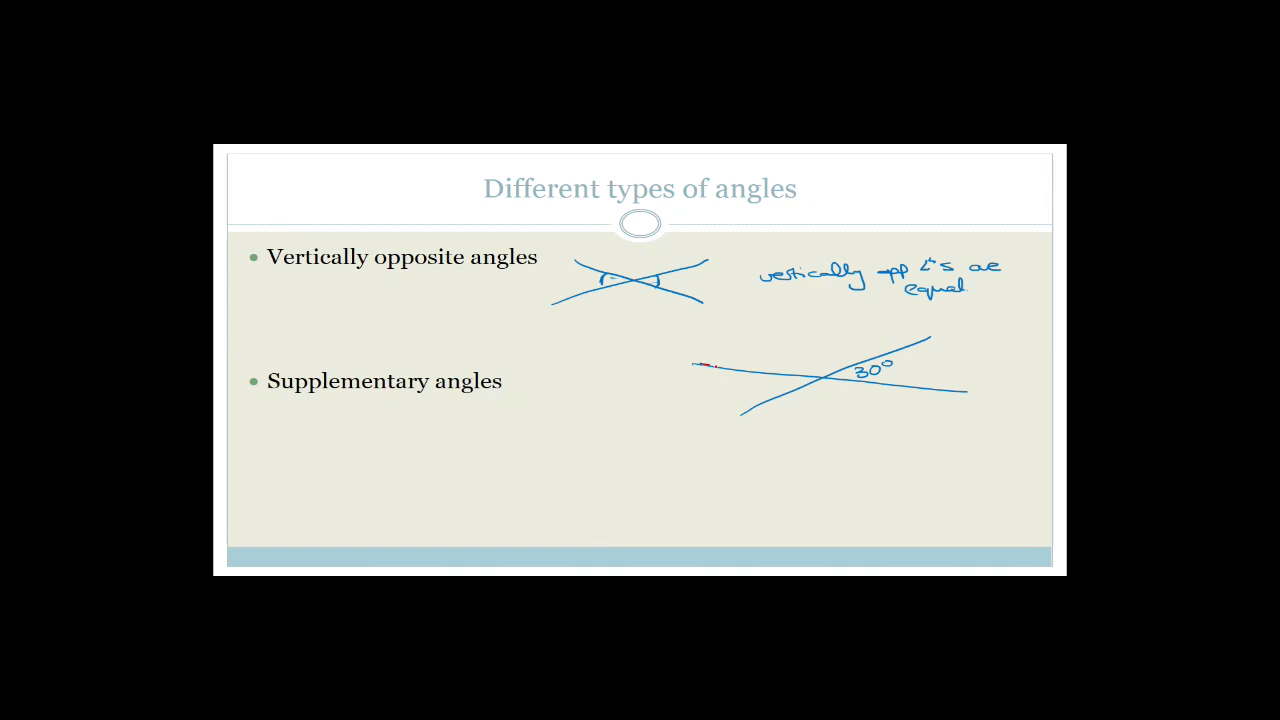 Different types of angles
Vertically opposite angles
vertically opp ∠'s are
equal
Supplementary angles
30°